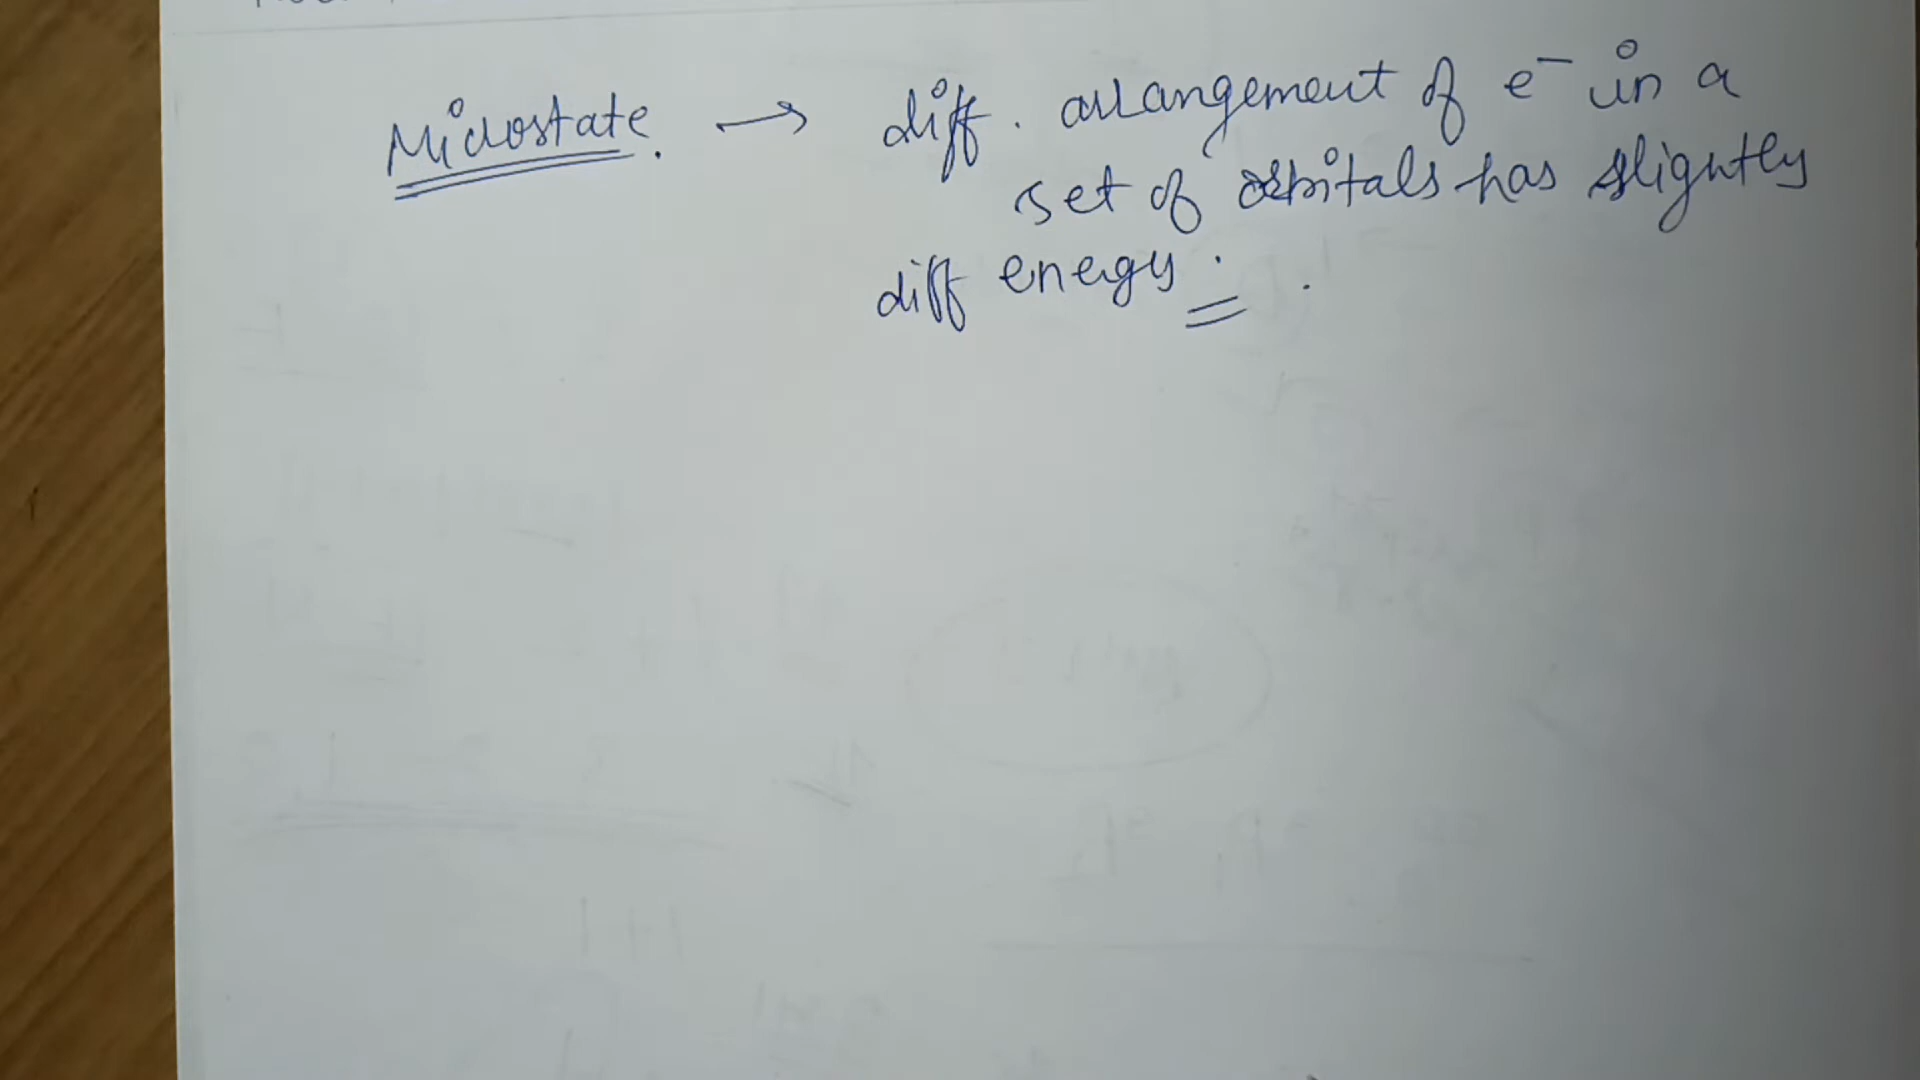 Microstate. → diff. arrangement of e⁻ in a
set of orbitals has slightly
diff energy.